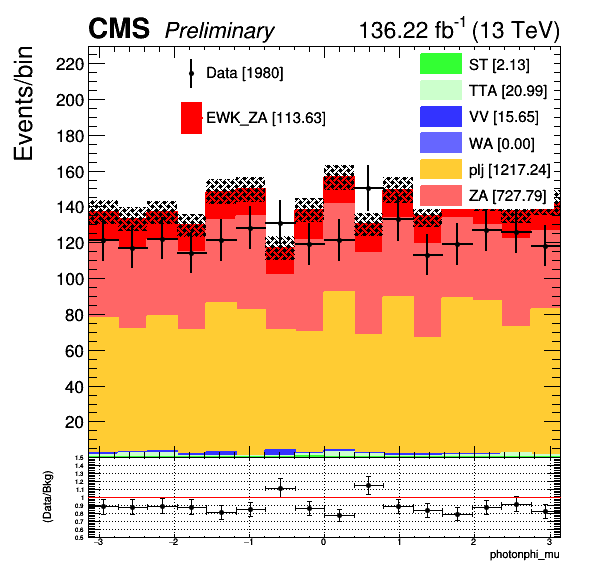 CMS Preliminary 136.22 fb⁻¹ (13 TeV)
Events/bin
220
200
180
160
140
120
100
80
60
40
20
Data [1980]
EWK_ZA [113.63]
ST [2.13]
TTA [20.99]
VV [15.65]
WA [0.00]
plj [1217.24]
ZA [727.79]
(Data/Bkg)
1.5
1.4
1.3
1.2
1.1
1
0.9
0.8
0.7
0.6
0.5
−3 −2 −1 0 1 2 3
photonphi_mu